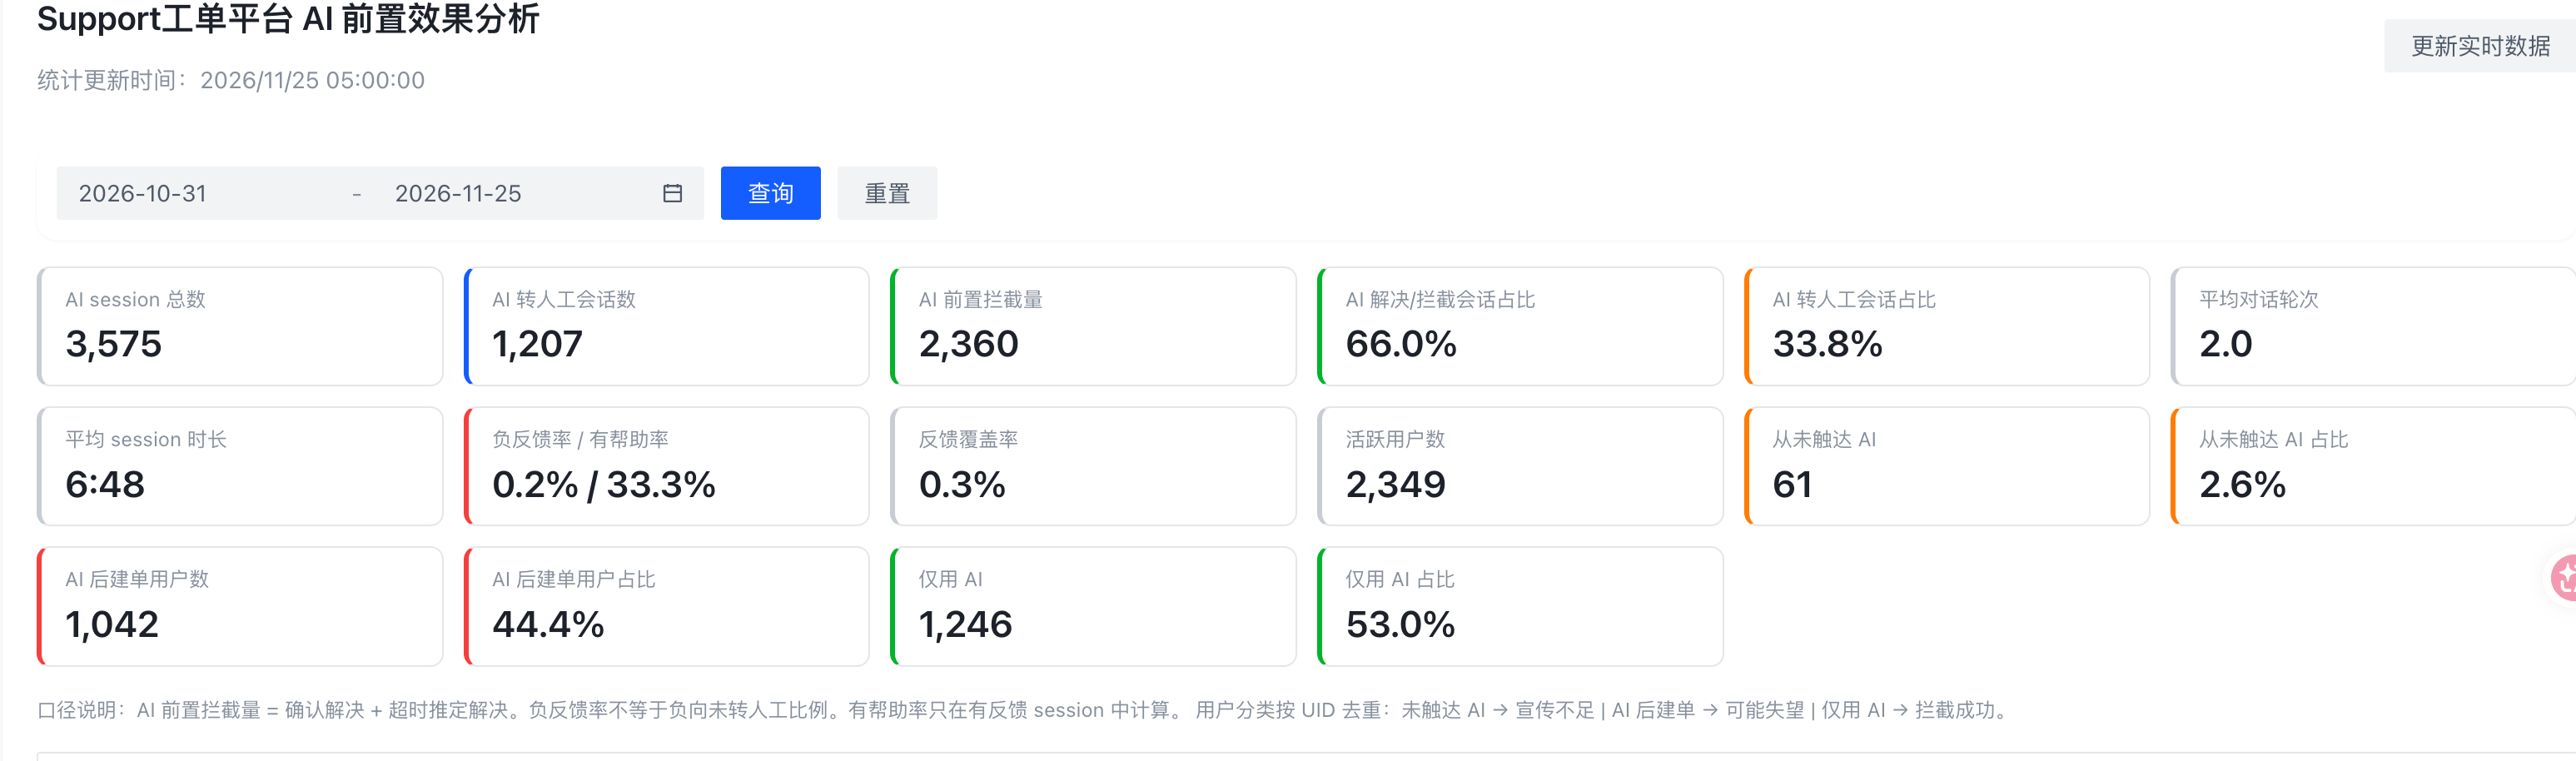 Support工单平台 AI 前置效果分析
更新实时数据
统计更新时间：2026/11/25 05:00:00
2026-10-31 - 2026-11-25 查询 重置
AI session 总数 AI 转人工会话数 AI 前置拦截量 AI 解决/拦截会话占比 AI 转人工会话占比 平均对话轮次
3,575 1,207 2,360 66.0% 33.8% 2.0
平均 session 时长 负反馈率 / 有帮助率 反馈覆盖率 活跃用户数 从未触达 AI 从未触达 AI 占比
6:48 0.2% / 33.3% 0.3% 2,349 61 2.6%
AI 后建单用户数 AI 后建单用户占比 仅用 AI 仅用 AI 占比
1,042 44.4% 1,246 53.0%
口径说明：AI 前置拦截量 = 确认解决 + 超时推定解决。负反馈率不等于负向未转人工比例。有帮助率只在有反馈 session 中计算。 用户分类按 UID 去重：未触达 AI → 宣传不足 | AI 后建单 → 可能失望 | 仅用 AI → 拦截成功。